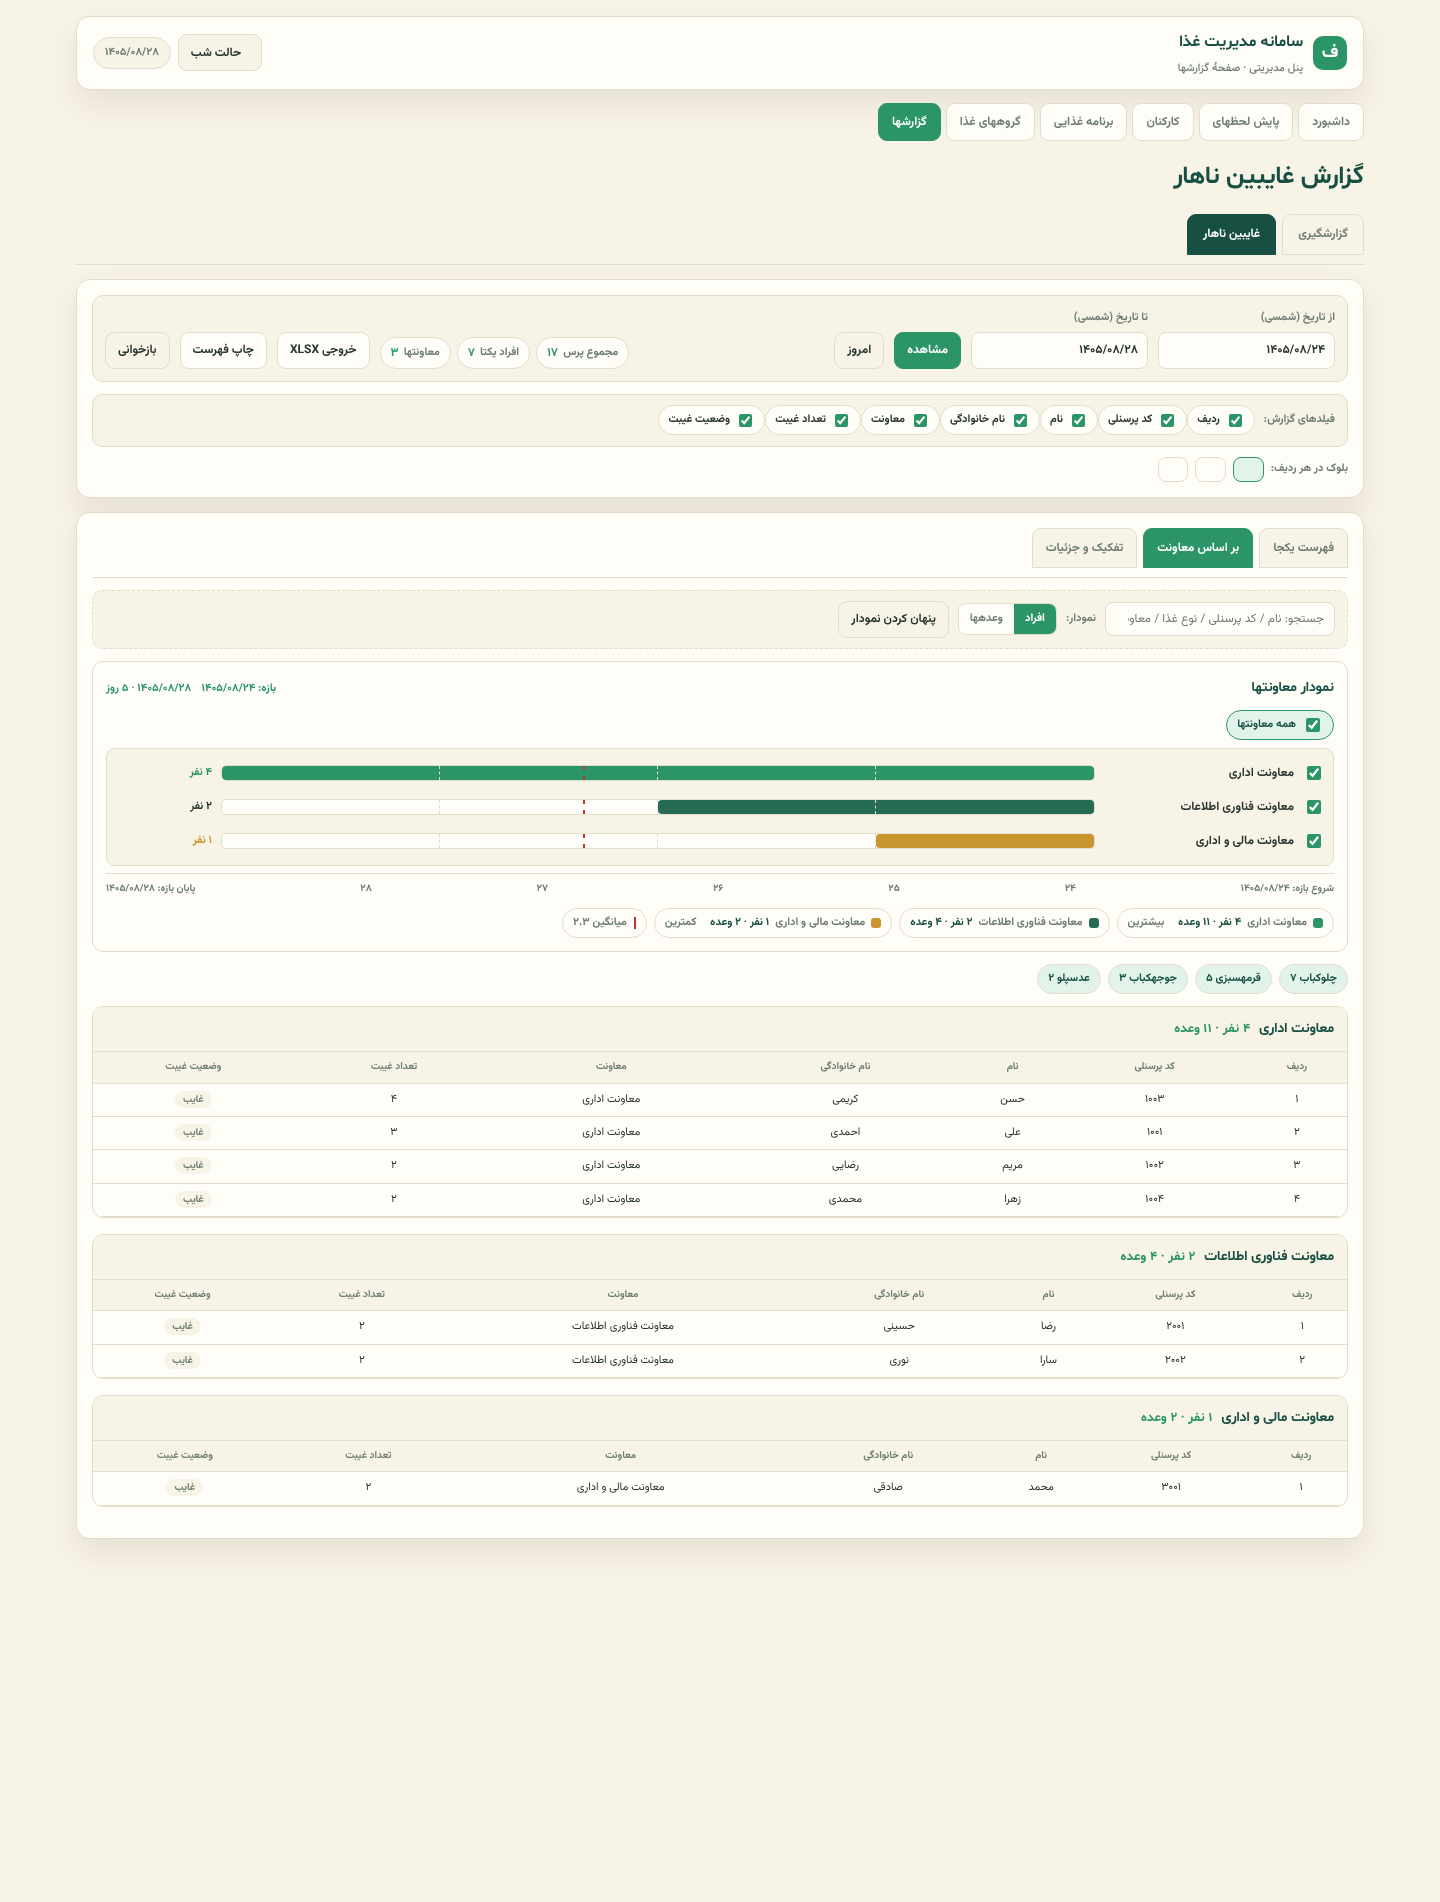 ف
سامانه مدیریت غذا
پنل مدیریتی · صفحهٔ گزارشها
حالت شب
۱۴۰۵/۰۸/۲۸
داشبورد
پایش لحظهای
کارکنان
برنامه غذایی
گروههای غذا
گزارشها
گزارش غایبین ناهار
گزارشگیری
غایبین ناهار
از تاریخ (شمسی)
تا تاریخ (شمسی)
۱۴۰۵/۰۸/۲۴
۱۴۰۵/۰۸/۲۸
مشاهده
امروز
مجموع پرس ۱۷
افراد یکتا ۷
معاونتها ۳
خروجی XLSX
چاپ فهرست
بازخوانی
فیلدهای گزارش:
ردیف
کد پرسنلی
نام
نام خانوادگی
معاونت
تعداد غیبت
وضعیت غیبت
بلوک در هر ردیف:
فهرست یکجا
بر اساس معاونت
تفکیک و جزئیات
جستجو: نام / کد پرسنلی / نوع غذا / معاو
نمودار:
افراد
وعدهها
پنهان کردن نمودار
نمودار معاونتها
بازه: ۱۴۰۵/۰۸/۲۴ ۱۴۰۵/۰۸/۲۸ · ۵ روز
همه معاونتها
معاونت اداری
۴ نفر
معاونت فناوری اطلاعات
۲ نفر
معاونت مالی و اداری
۱ نفر
شروع بازه: ۱۴۰۵/۰۸/۲۴
۲۴
۲۵
۲۶
۲۷
۲۸
پایان بازه: ۱۴۰۵/۰۸/۲۸
معاونت اداری ۴ نفر · ۱۱ وعده بیشترین
معاونت فناوری اطلاعات ۲ نفر · ۴ وعده
معاونت مالی و اداری ۱ نفر · ۲ وعده کمترین
میانگین ۲.۳
چلوکباب ۷
قرمهسبزی ۵
جوجهکباب ۳
عدسپلو ۲
معاونت اداری ۴ نفر · ۱۱ وعده
ردیف کد پرسنلی نام نام خانوادگی معاونت تعداد غیبت وضعیت غیبت
۱ ۱۰۰۳ حسن کریمی معاونت اداری ۴ غایب
۲ ۱۰۰۱ علی احمدی معاونت اداری ۳ غایب
۳ ۱۰۰۲ مریم رضایی معاونت اداری ۲ غایب
۴ ۱۰۰۴ زهرا محمدی معاونت اداری ۲ غایب
معاونت فناوری اطلاعات ۲ نفر · ۴ وعده
ردیف کد پرسنلی نام نام خانوادگی معاونت تعداد غیبت وضعیت غیبت
۱ ۲۰۰۱ رضا حسینی معاونت فناوری اطلاعات ۲ غایب
۲ ۲۰۰۲ سارا نوری معاونت فناوری اطلاعات ۲ غایب
معاونت مالی و اداری ۱ نفر · ۲ وعده
ردیف کد پرسنلی نام نام خانوادگی معاونت تعداد غیبت وضعیت غیبت
۱ ۳۰۰۱ محمد صادقی معاونت مالی و اداری ۲ غایب